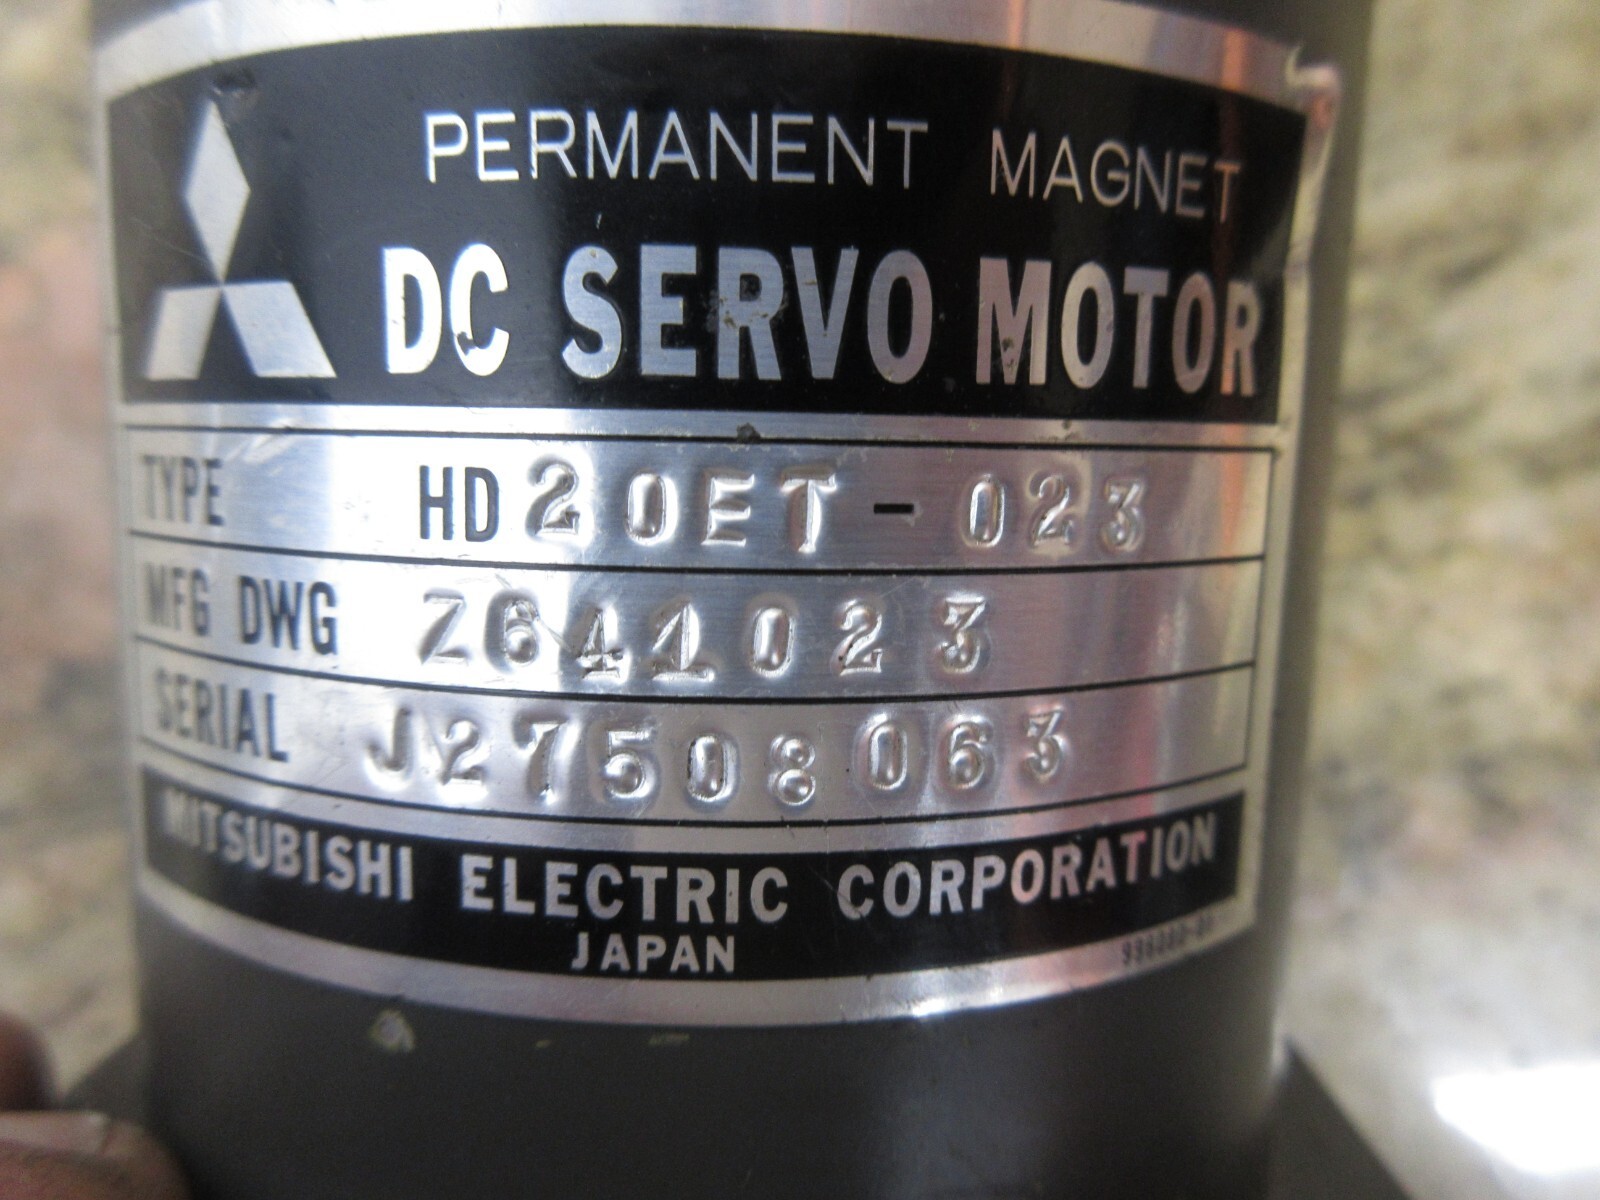 PERMANENT MAGNET
DC SERVO MOTOR
TYPE HD20ET-023
MFG DWG Z641023
SERIAL J27508063
MITSUBISHI ELECTRIC CORPORATION
JAPAN